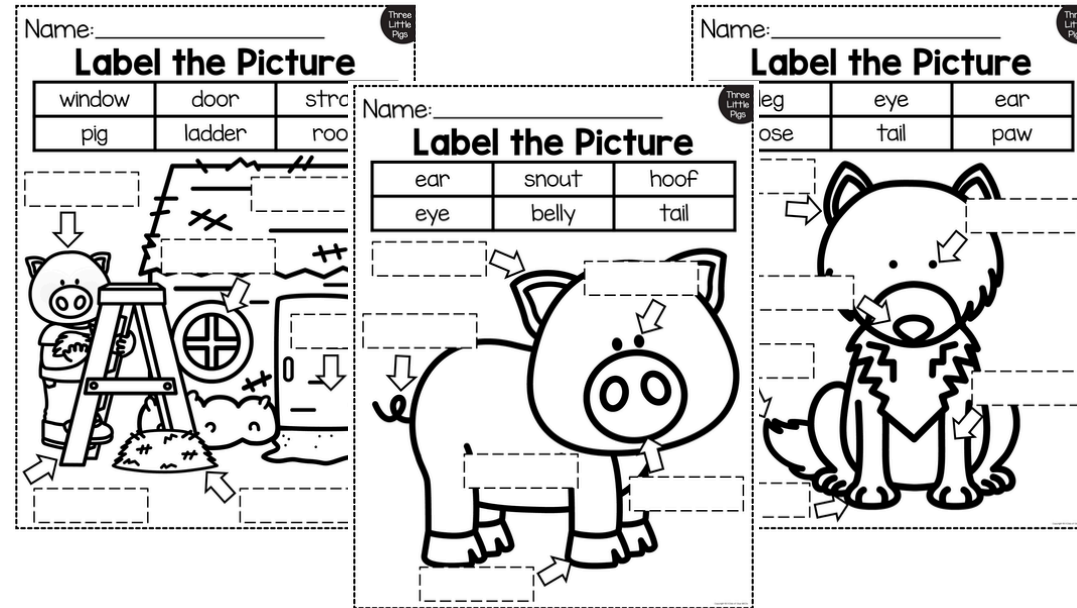 Three
Little
Pigs
Name:
Label the Picture
window door
pig ladder
Three
Little
Pigs
Name:
Label the Picture
ear snout hoof
eye belly tail
Name:
Label the Picture
eye ear
tail paw